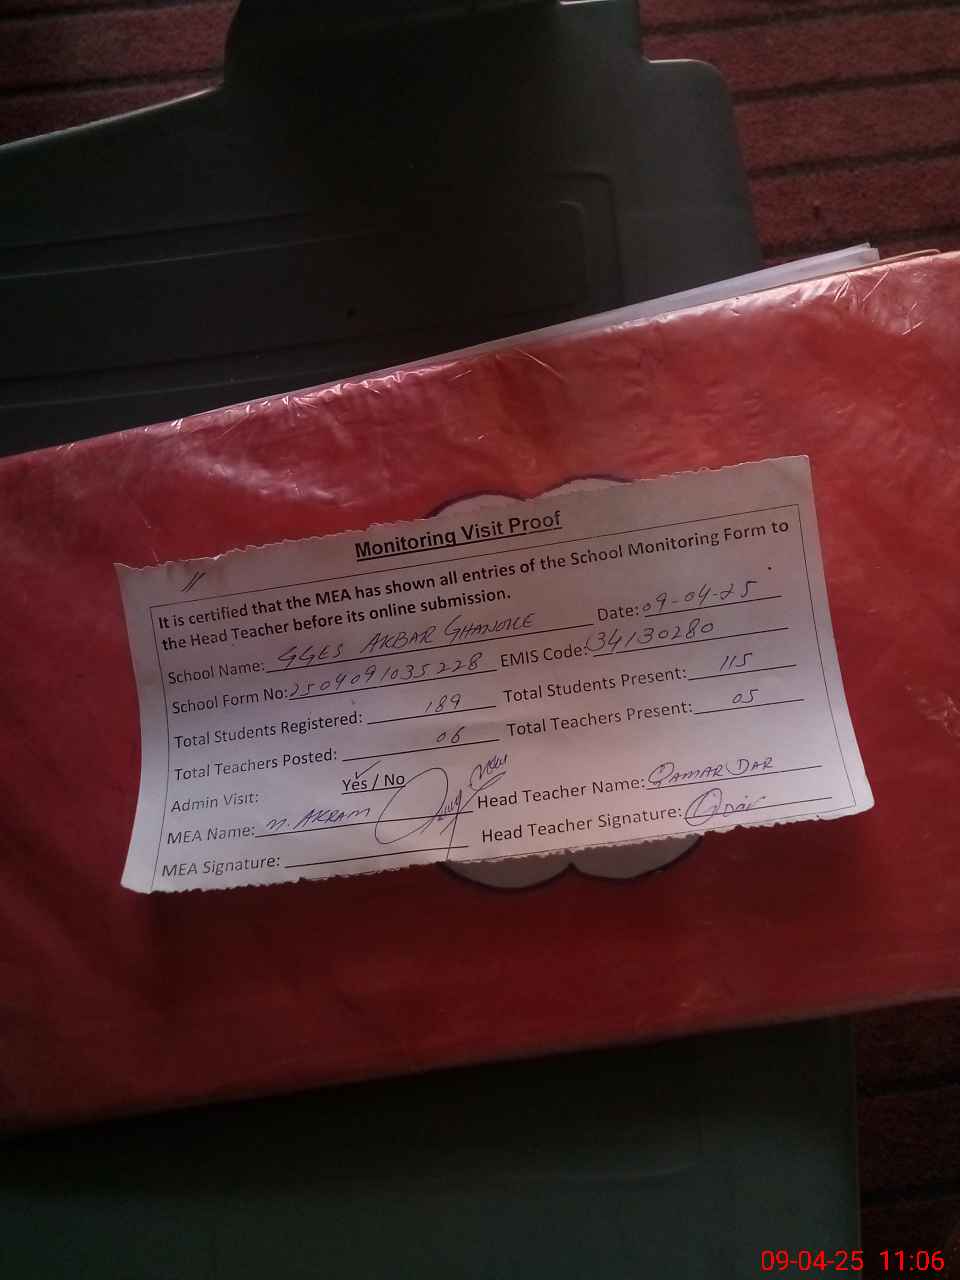 Monitoring Visit Proof
It is certified that the MEA has shown all entries of the School Monitoring Form to
the Head Teacher before its online submission.
School Name: GGES AKBAR GHANOKE Date: 09-04-25
School Form No: 2504091035228 EMIS Code: 34130280
Total Students Registered: 189 Total Students Present: 115
Total Teachers Posted: 06 Total Teachers Present: 05
Admin Visit: Yes / No
MEA Name: M. AKRAM Head Teacher Name: QAMAR DAR
MEA Signature: Head Teacher Signature:
09-04-25 11:06